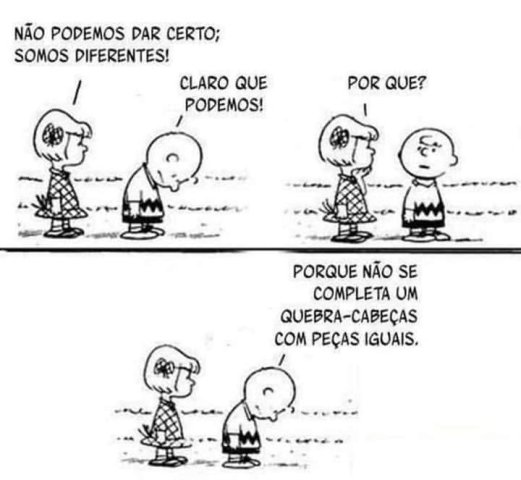 NÃO PODEMOS DAR CERTO;
SOMOS DIFERENTES!
CLARO QUE
PODEMOS!
POR QUE?
PORQUE NÃO SE
COMPLETA UM
QUEBRA-CABEÇAS
COM PEÇAS IGUAIS.